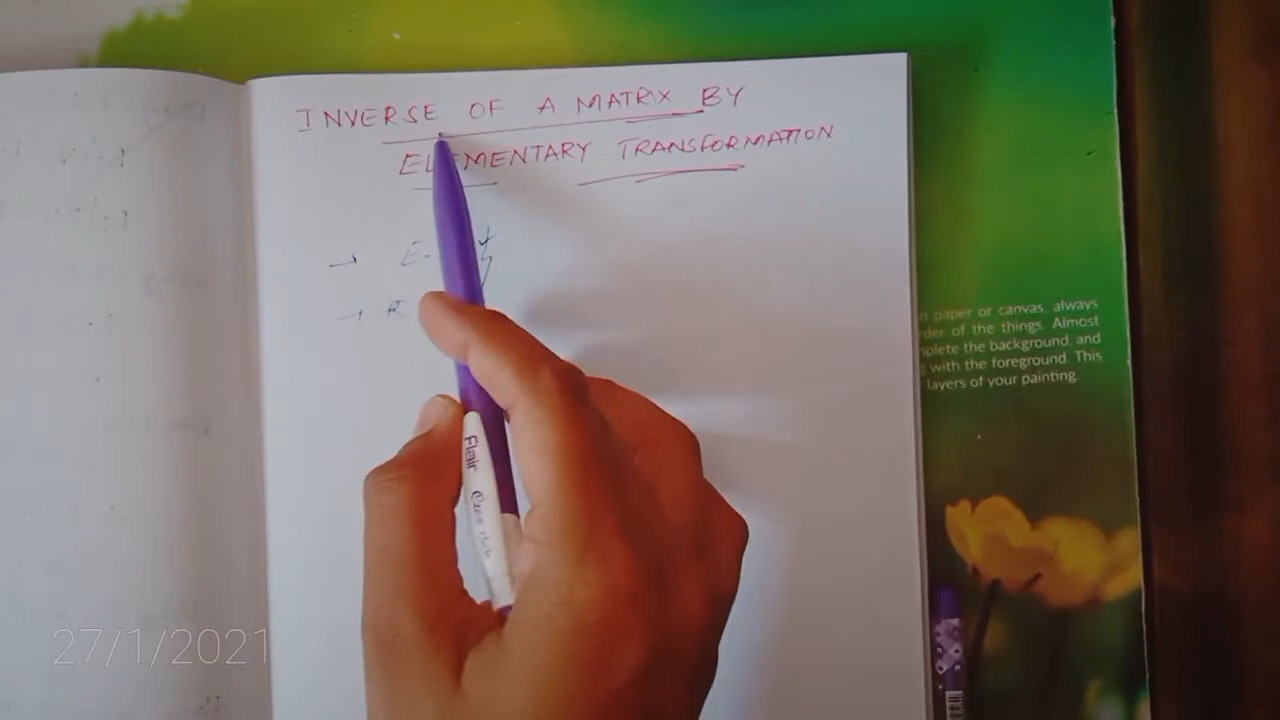 INVERSE OF A MATRIX BY
ELEMENTARY TRANSFORMATION
→ E-
→ R
n paper or canvas, always
der of the things. Almost
plete the background, and
with the foreground. This
layers of your painting.
Flair
27/1/2021